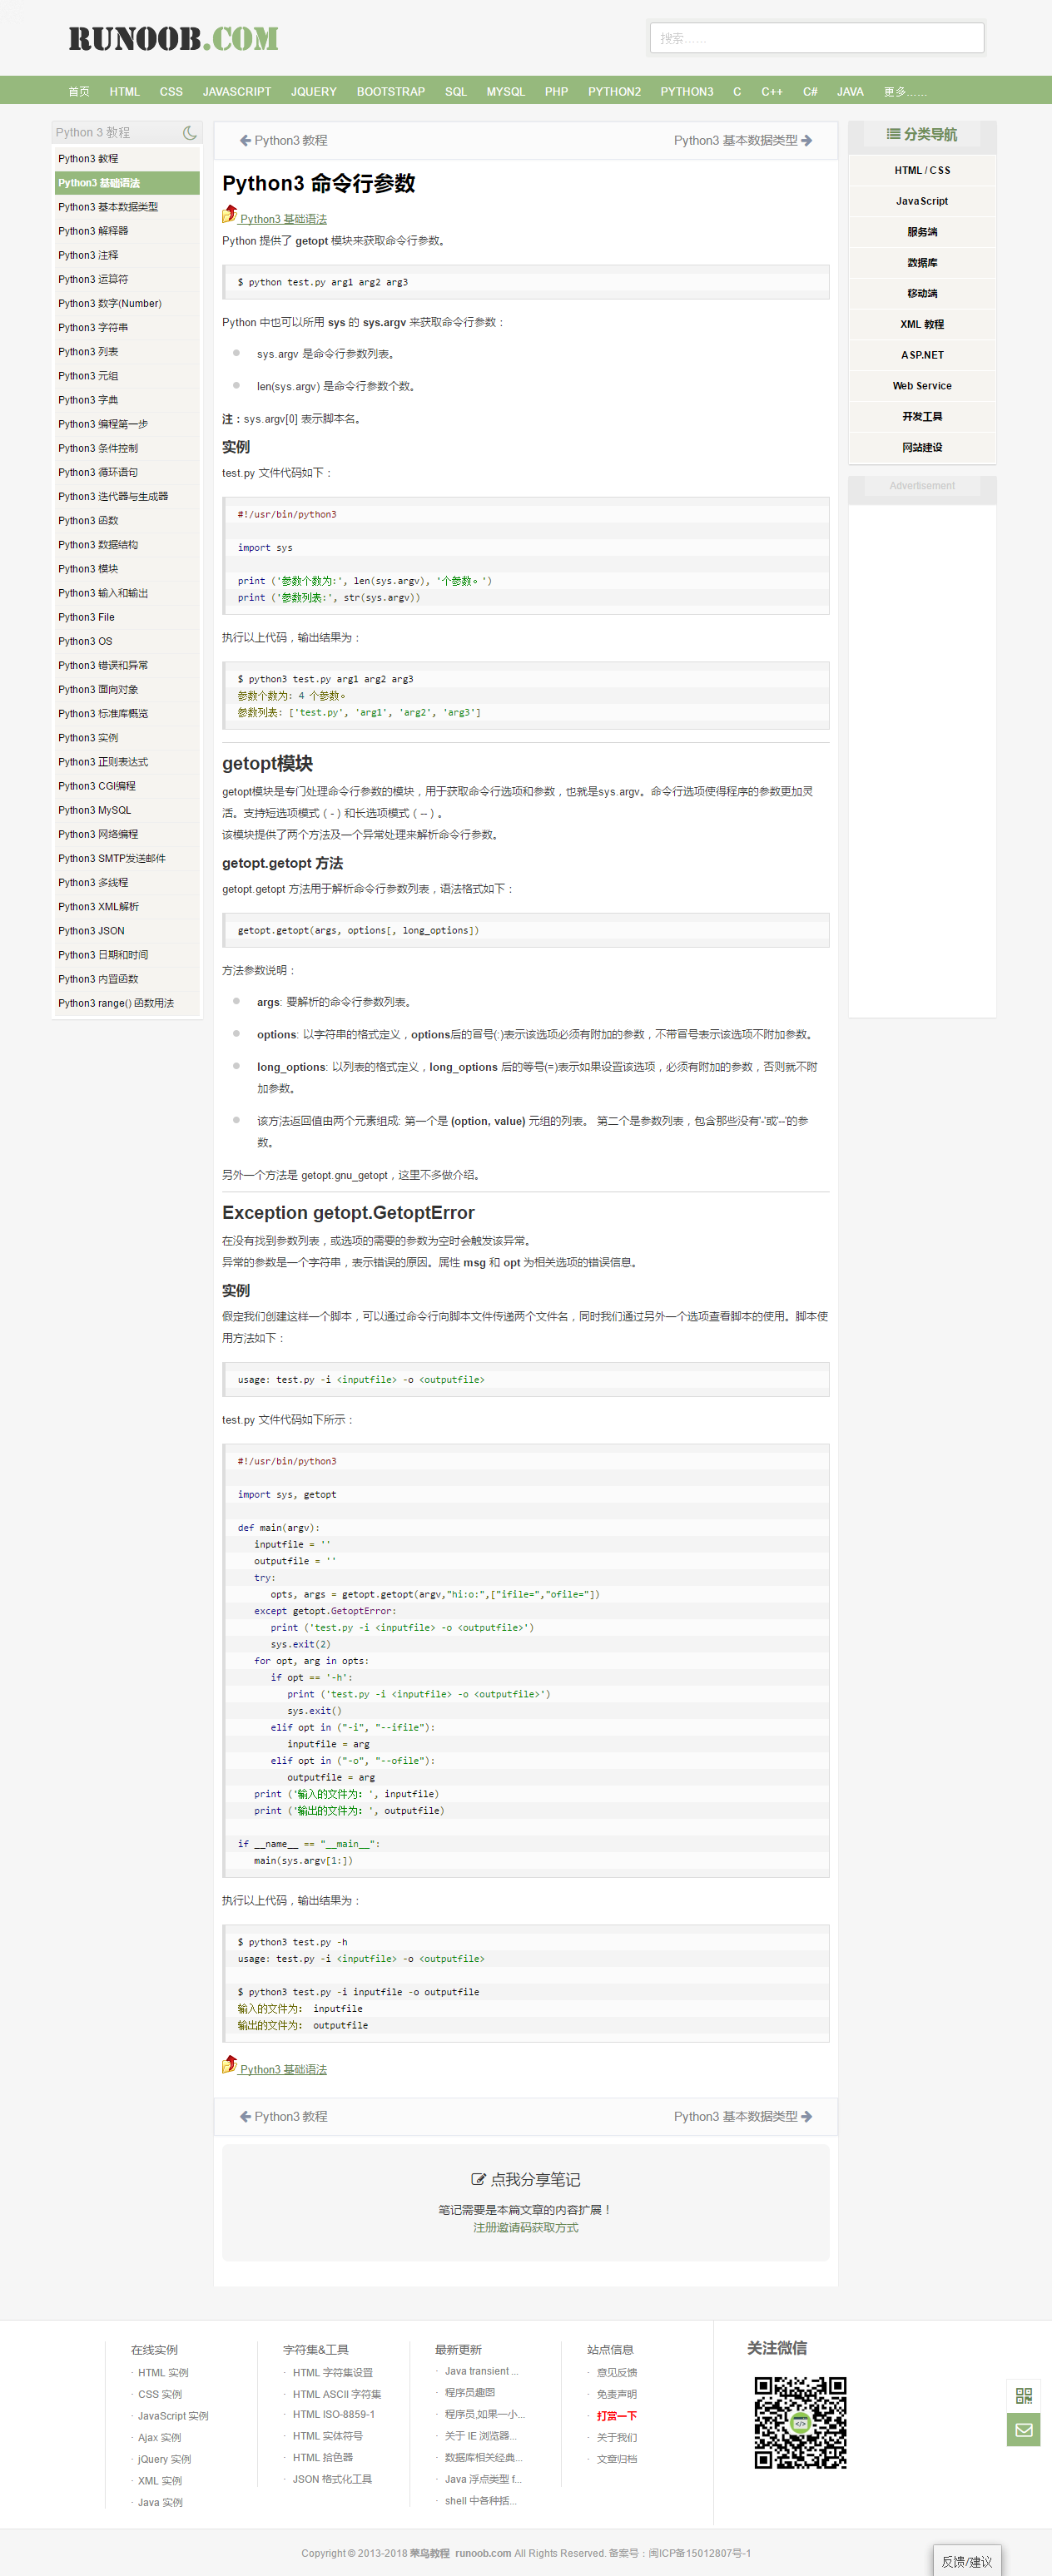 RUNOOB.COM
搜索……
首页 HTML CSS JAVASCRIPT JQUERY BOOTSTRAP SQL MYSQL PHP PYTHON2 PYTHON3 C C++ C# JAVA 更多……
Python 3 教程
Python3 教程
Python3 基础语法
Python3 基本数据类型
Python3 解释器
Python3 注释
Python3 运算符
Python3 数字(Number)
Python3 字符串
Python3 列表
Python3 元组
Python3 字典
Python3 编程第一步
Python3 条件控制
Python3 循环语句
Python3 迭代器与生成器
Python3 函数
Python3 数据结构
Python3 模块
Python3 输入和输出
Python3 File
Python3 OS
Python3 错误和异常
Python3 面向对象
Python3 标准库概览
Python3 实例
Python3 正则表达式
Python3 CGI编程
Python3 MySQL
Python3 网络编程
Python3 SMTP发送邮件
Python3 多线程
Python3 XML解析
Python3 JSON
Python3 日期和时间
Python3 内置函数
Python3 range() 函数用法
Python3 教程
Python3 基本数据类型
Python3 命令行参数
Python3 基础语法
Python 提供了 getopt 模块来获取命令行参数。
$ python test.py arg1 arg2 arg3
Python 中也可以所用 sys 的 sys.argv 来获取命令行参数：
sys.argv 是命令行参数列表。
len(sys.argv) 是命令行参数个数。
注：sys.argv[0] 表示脚本名。
实例
test.py 文件代码如下：
#!/usr/bin/python3
import sys
print ('参数个数为:', len(sys.argv), '个参数。')
print ('参数列表:', str(sys.argv))
执行以上代码，输出结果为：
$ python3 test.py arg1 arg2 arg3
参数个数为: 4 个参数。
参数列表: ['test.py', 'arg1', 'arg2', 'arg3']
getopt模块
getopt模块是专门处理命令行参数的模块，用于获取命令行选项和参数，也就是sys.argv。命令行选项使得程序的参数更加灵
活。支持短选项模式（-）和长选项模式（--）。
该模块提供了两个方法及一个异常处理来解析命令行参数。
getopt.getopt 方法
getopt.getopt 方法用于解析命令行参数列表，语法格式如下：
getopt.getopt(args, options[, long_options])
方法参数说明：
args: 要解析的命令行参数列表。
options: 以字符串的格式定义，options后的冒号(:)表示该选项必须有附加的参数，不带冒号表示该选项不附加参数。
long_options: 以列表的格式定义，long_options 后的等号(=)表示如果设置该选项，必须有附加的参数，否则就不附
加参数。
该方法返回值由两个元素组成: 第一个是 (option, value) 元组的列表。 第二个是参数列表，包含那些没有'-'或'--'的参
数。
另外一个方法是 getopt.gnu_getopt，这里不多做介绍。
Exception getopt.GetoptError
在没有找到参数列表，或选项的需要的参数为空时会触发该异常。
异常的参数是一个字符串，表示错误的原因。属性 msg 和 opt 为相关选项的错误信息。
实例
假定我们创建这样一个脚本，可以通过命令行向脚本文件传递两个文件名，同时我们通过另外一个选项查看脚本的使用。脚本使
用方法如下：
usage: test.py -i <inputfile> -o <outputfile>
test.py 文件代码如下所示：
#!/usr/bin/python3
import sys, getopt
def main(argv):
inputfile = ''
outputfile = ''
try:
opts, args = getopt.getopt(argv,"hi:o:",["ifile=","ofile="])
except getopt.GetoptError:
print ('test.py -i <inputfile> -o <outputfile>')
sys.exit(2)
for opt, arg in opts:
if opt == '-h':
print ('test.py -i <inputfile> -o <outputfile>')
sys.exit()
elif opt in ("-i", "--ifile"):
inputfile = arg
elif opt in ("-o", "--ofile"):
outputfile = arg
print ('输入的文件为：', inputfile)
print ('输出的文件为：', outputfile)
if __name__ == "__main__":
main(sys.argv[1:])
执行以上代码，输出结果为：
$ python3 test.py -h
usage: test.py -i <inputfile> -o <outputfile>
$ python3 test.py -i inputfile -o outputfile
输入的文件为： inputfile
输出的文件为： outputfile
Python3 基础语法
Python3 教程
Python3 基本数据类型
点我分享笔记
笔记需要是本篇文章的内容扩展！
注册邀请码获取方式
分类导航
HTML / CSS
JavaScript
服务端
数据库
移动端
XML 教程
ASP.NET
Web Service
开发工具
网站建设
Advertisement
在线实例
· HTML 实例
· CSS 实例
· JavaScript 实例
· Ajax 实例
· jQuery 实例
· XML 实例
· Java 实例
字符集&工具
· HTML 字符集设置
· HTML ASCII 字符集
· HTML ISO-8859-1
· HTML 实体符号
· HTML 拾色器
· JSON 格式化工具
最新更新
· Java transient ...
· 程序员趣图
· 程序员,如果一小...
· 关于 IE 浏览器...
· 数据库相关经典...
· Java 浮点类型 f...
· shell 中各种括...
站点信息
· 意见反馈
· 免责声明
· 打赏一下
· 关于我们
· 文章归档
关注微信
Copyright © 2013-2018 菜鸟教程 runoob.com All Rights Reserved. 备案号：闽ICP备15012807号-1
反馈/建议